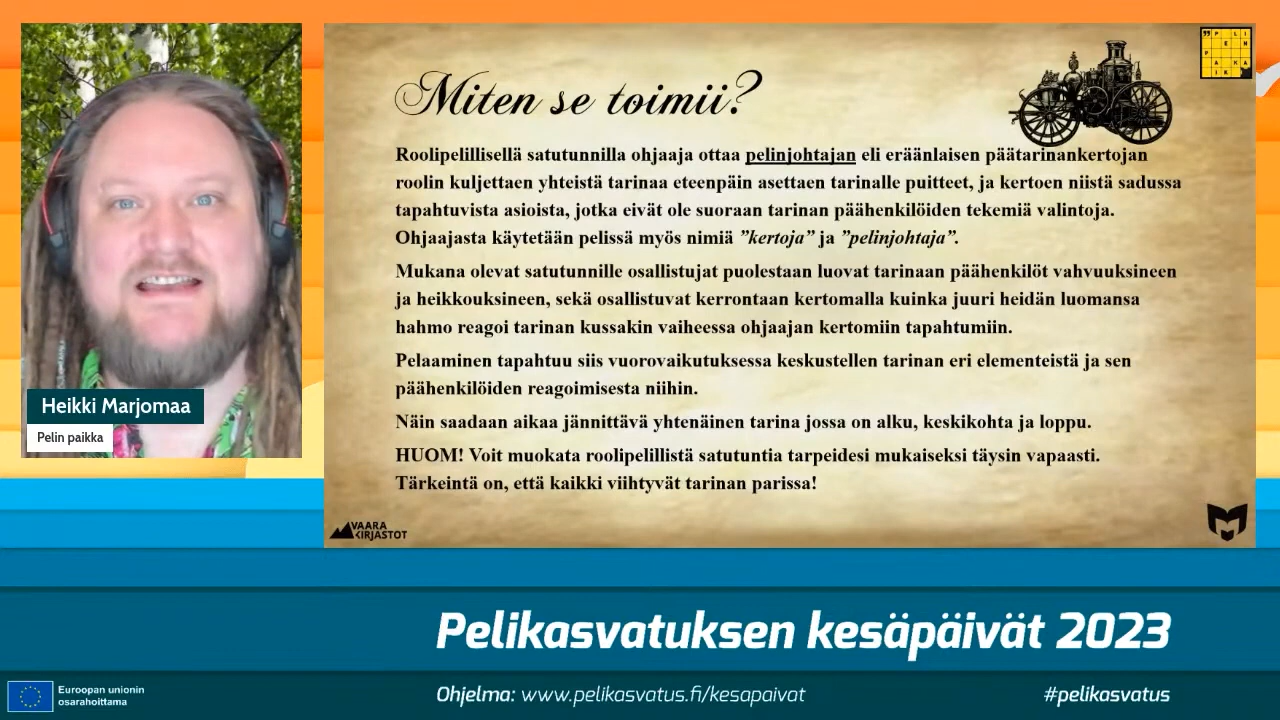 Miten se toimii?
Roolipelillisellä satutunnilla ohjaaja ottaa pelinjohtajan eli eräänlaisen päätarinankertojan
roolin kuljettaen yhteistä tarinaa eteenpäin asettaen tarinalle puitteet, ja kertoen niistä sadussa
tapahtuvista asioista, jotka eivät ole suoraan tarinan päähenkilöiden tekemiä valintoja.
Ohjaajasta käytetään pelissä myös nimiä ”kertoja” ja ”pelinjohtaja”.
Mukana olevat satutunnille osallistujat puolestaan luovat tarinaan päähenkilöt vahvuuksineen
ja heikkouksineen, sekä osallistuvat kerrontaan kertomalla kuinka juuri heidän luomansa
hahmo reagoi tarinan kussakin vaiheessa ohjaajan kertomiin tapahtumiin.
Pelaaminen tapahtuu siis vuorovaikutuksessa keskustellen tarinan eri elementeistä ja sen
päähenkilöiden reagoimisesta niihin.
Näin saadaan aikaa jännittävä yhtenäinen tarina jossa on alku, keskikohta ja loppu.
HUOM! Voit muokata roolipelillistä satutuntia tarpeidesi mukaiseksi täysin vapaasti.
Tärkeintä on, että kaikki viihtyvät tarinan parissa!
VAARA
KIRJASTOT
Heikki Marjomaa
Pelin paikka
Pelikasvatuksen kesäpäivät 2023
Euroopan unionin
osarahoittama
Ohjelma: www.pelikasvatus.fi/kesapaivat
#pelikasvatus